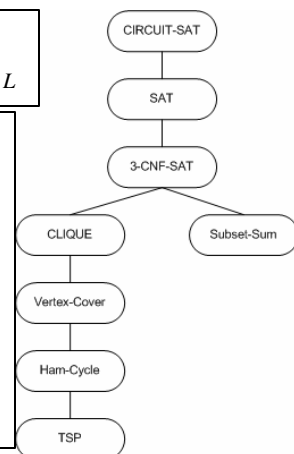 CIRCUIT-SAT
L
SAT
3-CNF-SAT
CLIQUE
Subset-Sum
Vertex-Cover
Ham-Cycle
TSP